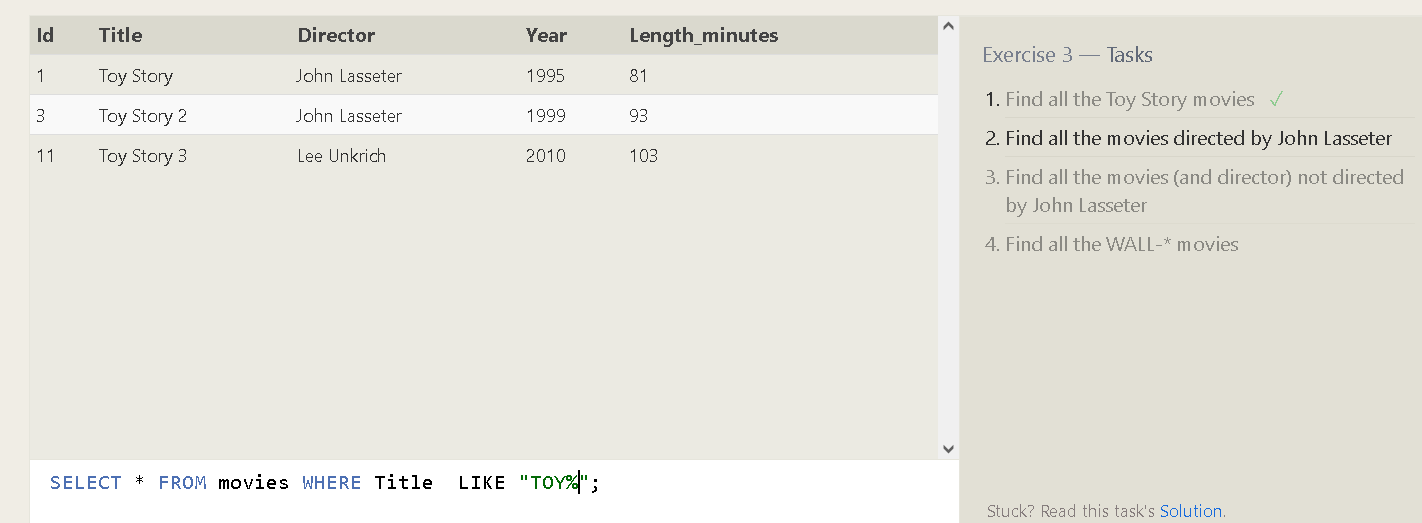 Id Title Director Year Length_minutes
1 Toy Story John Lasseter 1995 81
3 Toy Story 2 John Lasseter 1999 93
11 Toy Story 3 Lee Unkrich 2010 103
SELECT * FROM movies WHERE Title  LIKE "TOY%";
Exercise 3 — Tasks
1. Find all the Toy Story movies ✓
2. Find all the movies directed by John Lasseter
3. Find all the movies (and director) not directed
by John Lasseter
4. Find all the WALL-* movies
Stuck? Read this task's Solution.